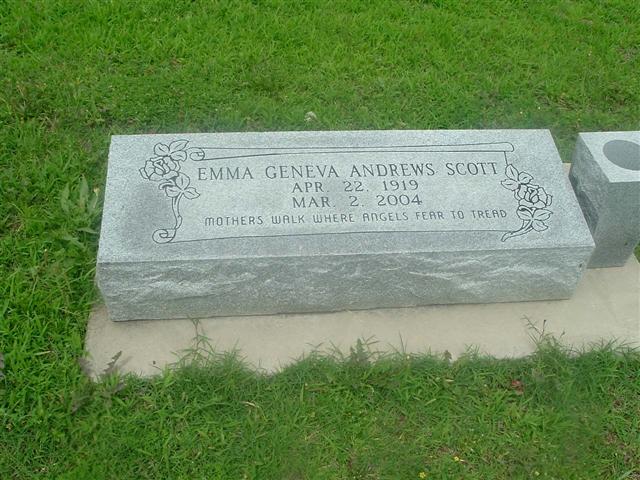 EMMA GENEVA ANDREWS SCOTT
APR. 22, 1919
MAR. 2, 2004
MOTHERS WALK WHERE ANGELS FEAR TO TREAD